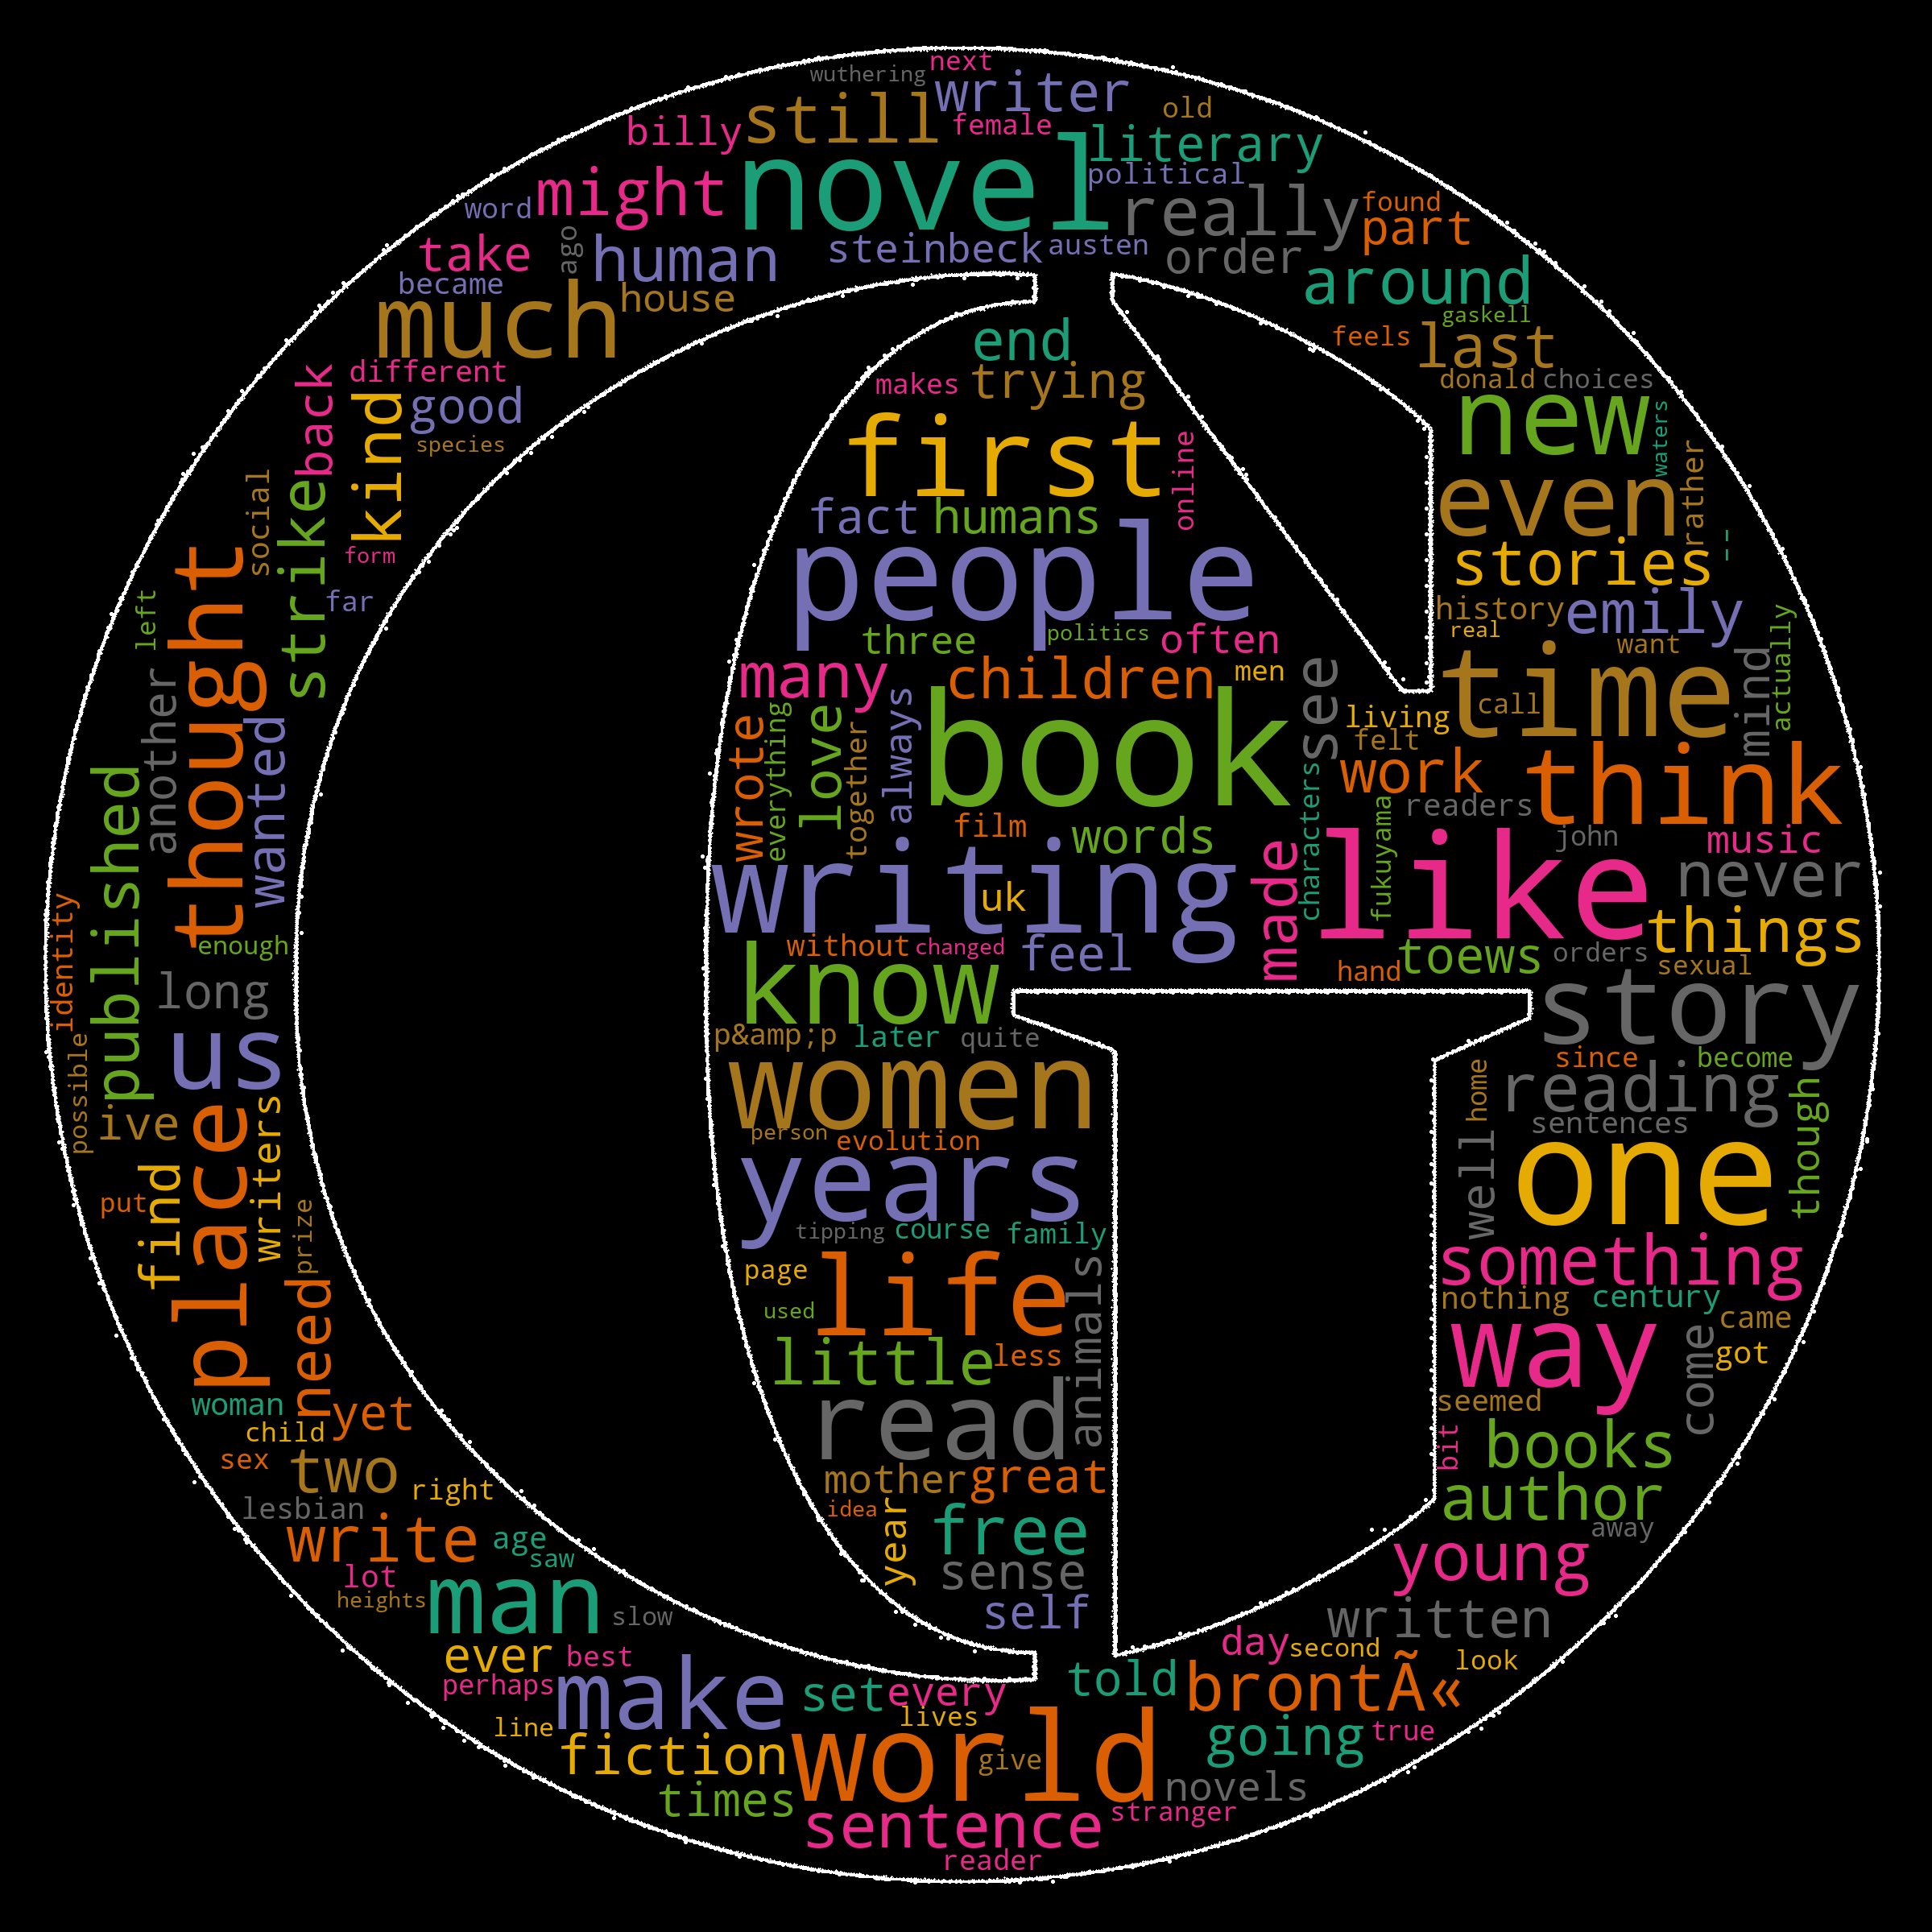 wuthering
next
writer
old
billy
still
female
literary
novel
political
word
might
really
found
part
ago
take
human
steinbeck
austen
order
became
house
around
much
gaskell
end
feels
last
different
makes
trying
donald
choices
back
kind
good
new
waters
species
first
online
rather
social
strike
fact
humans
even
--
form
people
stories
far
left
three
politics
often
history
emily
real
thought
many
children
men
see
want
mind
actually
another
wanted
wrote
everything
love
together
always
book
living
call
time
felt
work
think
published
film
words
characters
readers
fukuyama
john
music
writing
uk
made
like
never
identity
enough
without
changed
feel
toews
orders
things
hand
sexual
long
know
story
us
p&amp;p
later
quite
since
become
possible
women
home
reading
ive
person
evolution
well
sentences
though
place
writers
years
one
find
put
prize
tipping
course
family
something
page
life
animals
need
used
nothing
century
little
less
way
came
got
come
woman
yet
read
seemed
child
bit
sex
two
books
right
mother
great
author
lesbian
idea
year
write
age
free
away
saw
young
lot
sense
heights
man
slow
self
written
ever
best
day
second
look
perhaps
make
set
every
told
brontÃ«
line
lives
going
true
fiction
world
give
times
novels
sentence
stranger
reader